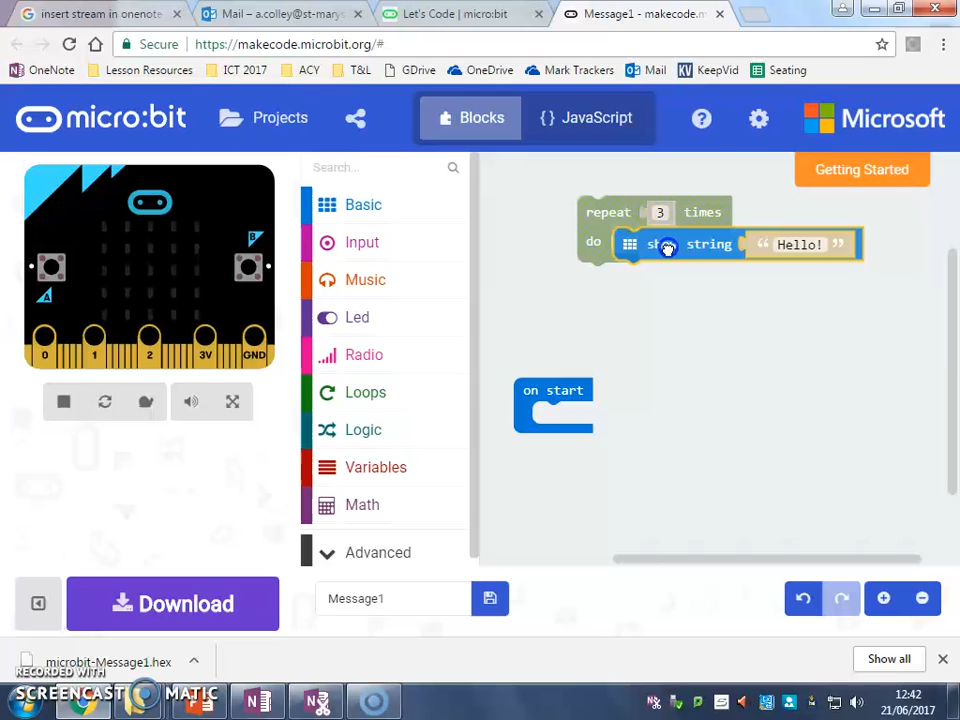 insert stream in onenote
Mail – a.colley@st-marys
Let's Code | micro:bit
Message1 - makecode.m
Secure https://makecode.microbit.org/#
OneNote Lesson Resources ICT 2017 ACY T&L GDrive OneDrive Mark Trackers Mail KV KeepVid Seating
micro:bit Projects Blocks {} JavaScript ? Microsoft
Search...
Getting Started
Basic
Input
Music
Led
Radio
Loops
Logic
Variables
Math
Advanced
A
B
0 1 2 3V GND
repeat 3 times
do show string “ Hello! ”
on start
Download
Message1
microbit-Message1.hex
Show all
RECORDED WITH
SCREENCAST MATIC
12:42
21/06/2017